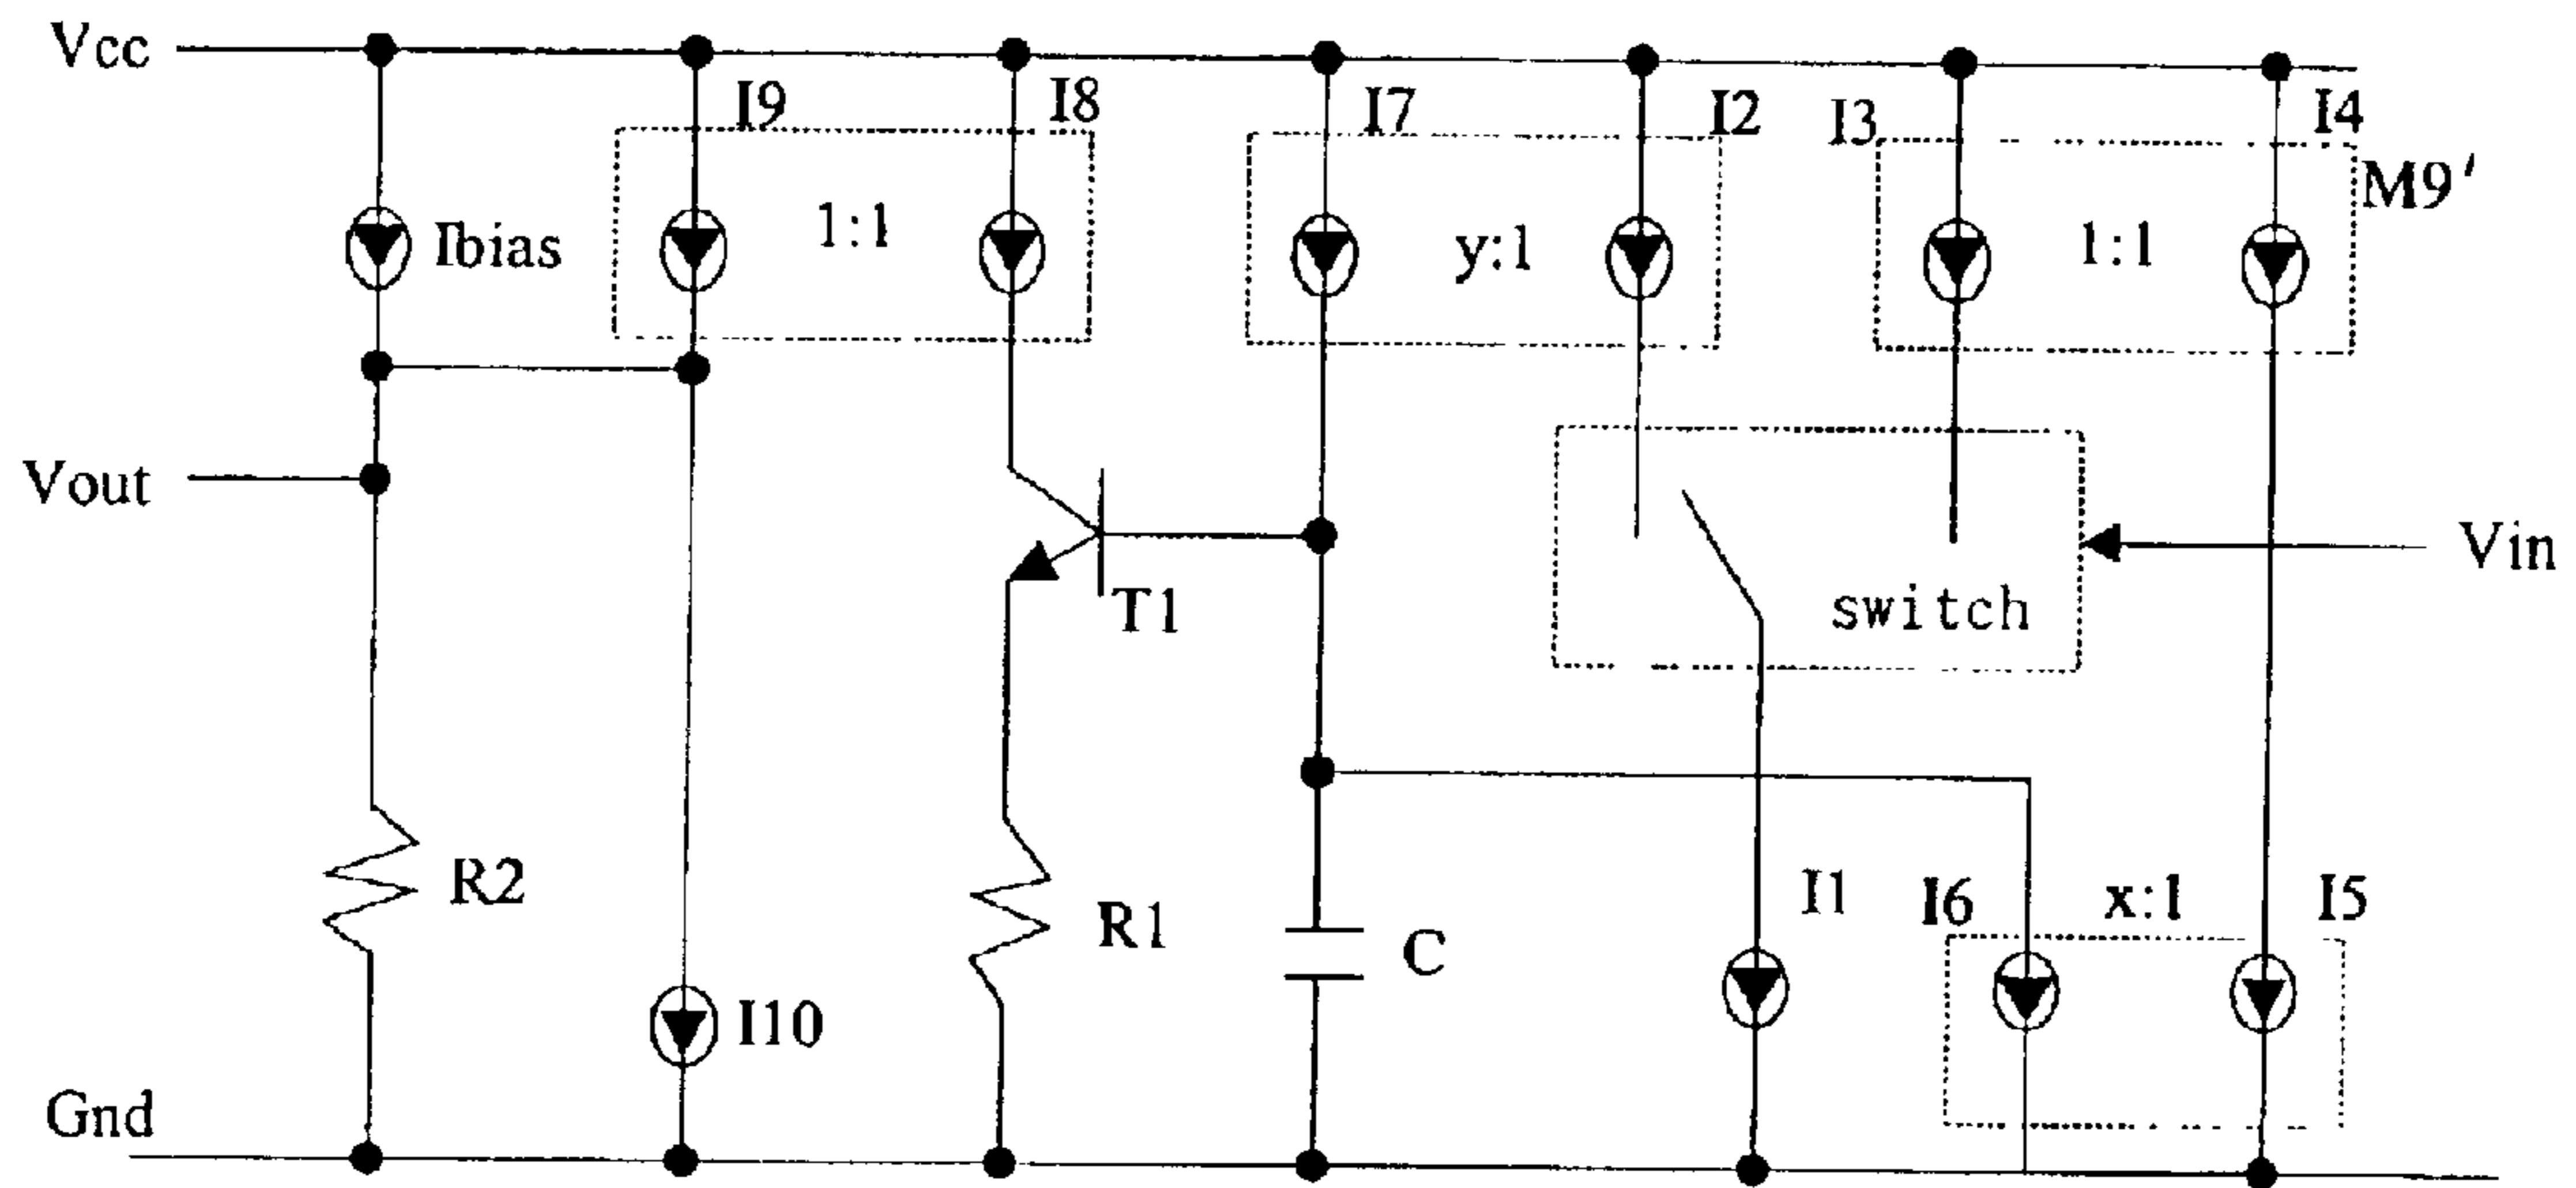 Vcc
I9
I8
I7
I2
I3
I4
M9'
Ibias
1:1
y:1
1:1
Vout
Vin
T1
switch
R2
R1
C
I1
I6
x:1
I5
I10
Gnd